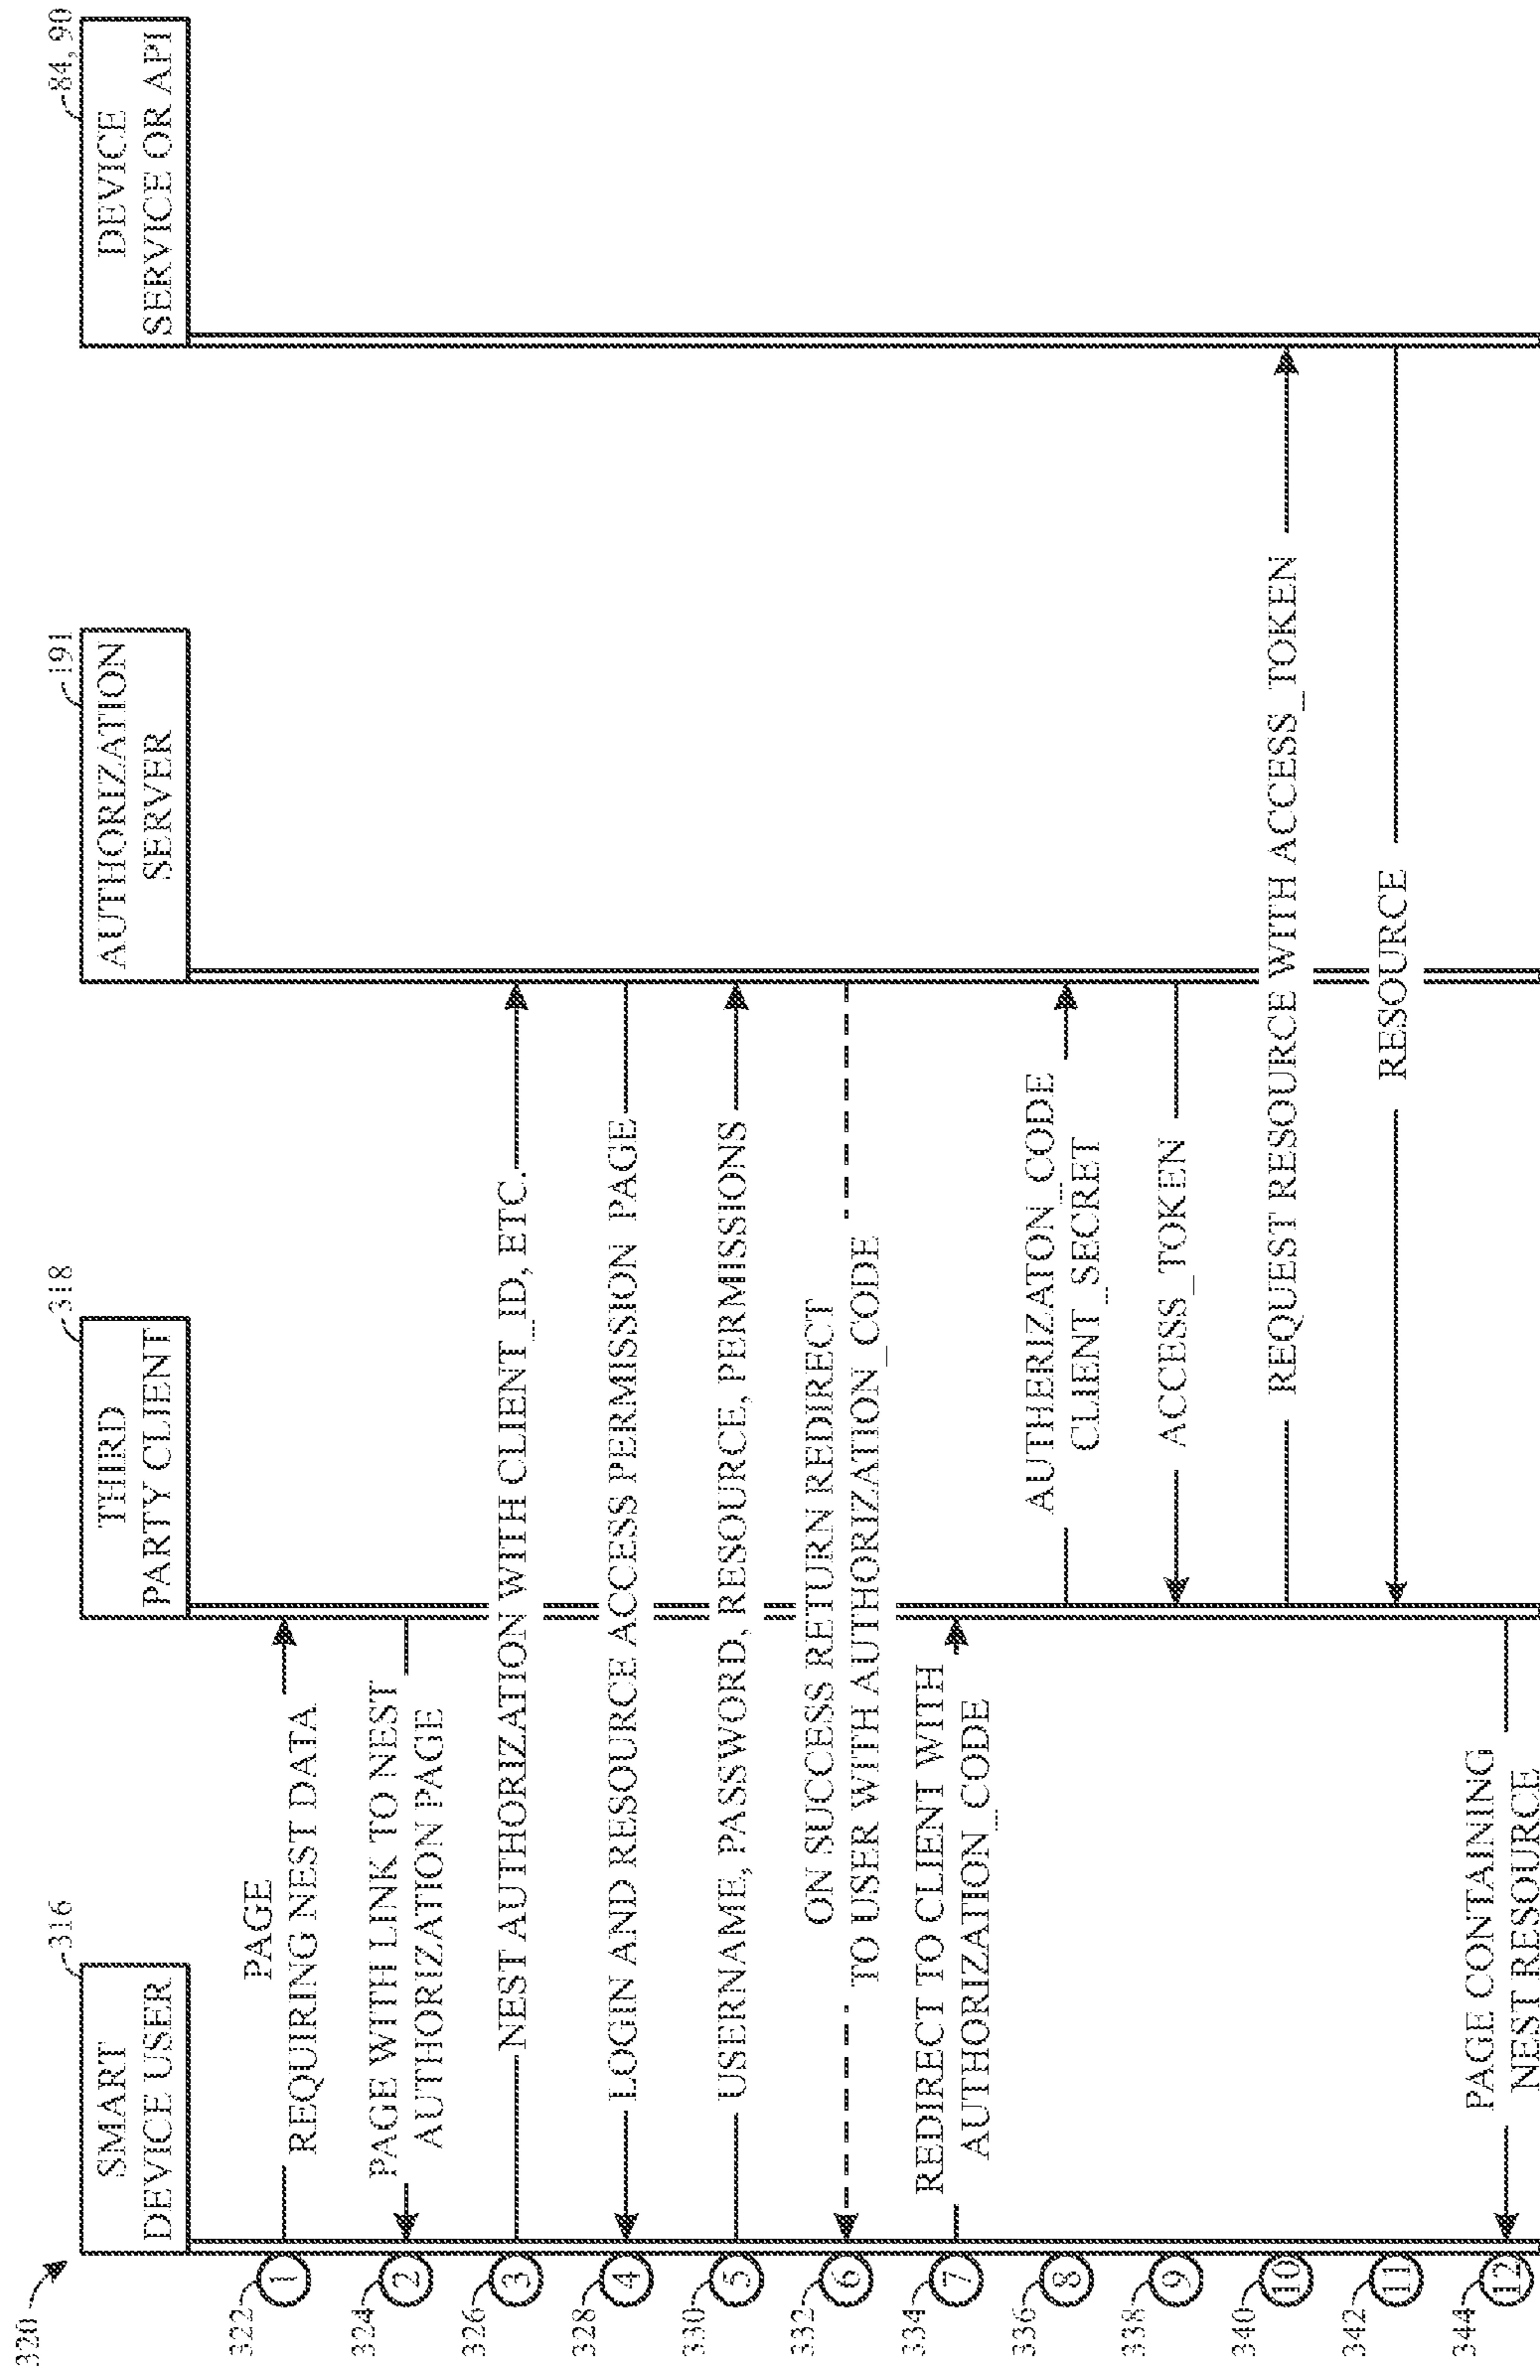 320
316
SMART
DEVICE USER
318
THIRD
PARTY CLIENT
191
AUTHORIZATION
SERVER
84, 90
DEVICE
SERVICE OR API
322
1
PAGE
REQUIRING NEST DATA
324
2
PAGE WITH LINK TO NEST
AUTHORIZATION PAGE
326
3
NEST AUTHORIZATION WITH CLIENT_ID, ETC.
328
4
LOGIN AND RESOURCE ACCESS PERMISSION PAGE
330
5
USERNAME, PASSWORD, RESOURCE, PERMISSIONS
332
6
ON SUCCESS RETURN REDIRECT
TO USER WITH AUTHORIZATION_CODE
334
7
REDIRECT TO CLIENT WITH
AUTHORIZATION_CODE
336
8
AUTHERIZATON_CODE
CLIENT_SECRET
338
9
ACCESS_TOKEN
340
10
REQUEST RESOURCE WITH ACCESS_TOKEN
342
11
RESOURCE
344
12
PAGE CONTAINING
NEST RESOURCE